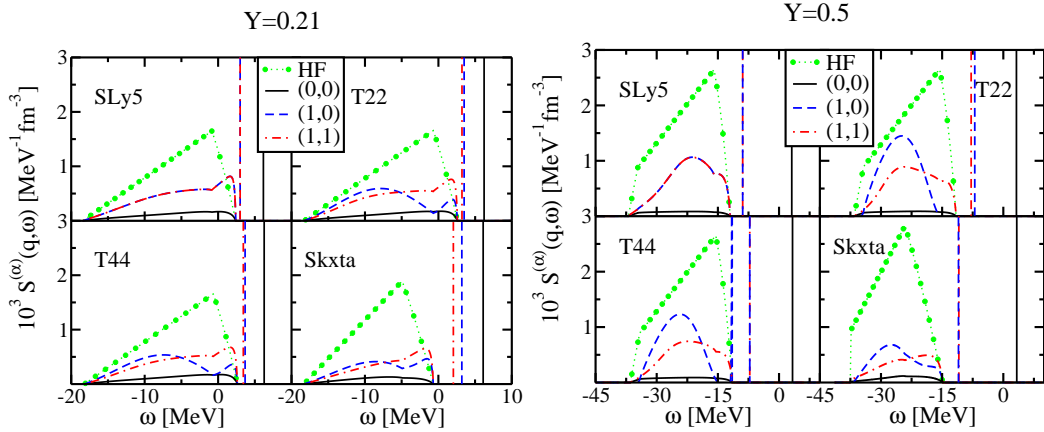 Y=0.21
Y=0.5
10³ S⁽ᵅ⁾(q,ω) [MeV⁻¹fm⁻³]
3
2
1
3
2
1
SLy5
HF
(0,0)
(1,0)
(1,1)
T22
T44
Skxta
-20 -10 0 -20 -10 0 10
ω [MeV] ω [MeV]
10³ S⁽ᵅ⁾(q,ω) [MeV⁻¹fm⁻³]
3
2
1
0
3
2
1
0
SLy5
HF
(0,0)
(1,0)
(1,1)
T22
T44
Skxta
-45 -30 -15 0 -45 -30 -15 0
ω [MeV] ω [MeV]